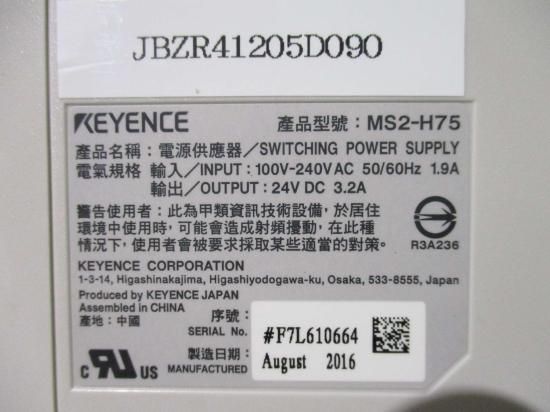 JBZR41205D090
KEYENCE 產品型號：MS2-H75
產品名稱：電源供應器／SWITCHING POWER SUPPLY
電氣規格 輸入／INPUT：100V-240V AC 50/60Hz 1.9A
輸出／OUTPUT：24V DC 3.2A
警告使用者：此為甲類資訊技術設備，於居住
環境中使用時，可能會造成射頻擾動，在此種
情況下，使用者會被要求採取某些適當的對策。
R3A236
KEYENCE CORPORATION
1-3-14, Higashinakajima, Higashiyodogawa-ku, Osaka, 533-8555, Japan
Produced by KEYENCE JAPAN
Assembled in CHINA
產地：中國
序號：
SERIAL No.
#F7L610664
製造日期：
MANUFACTURED
August 2016
c RU US